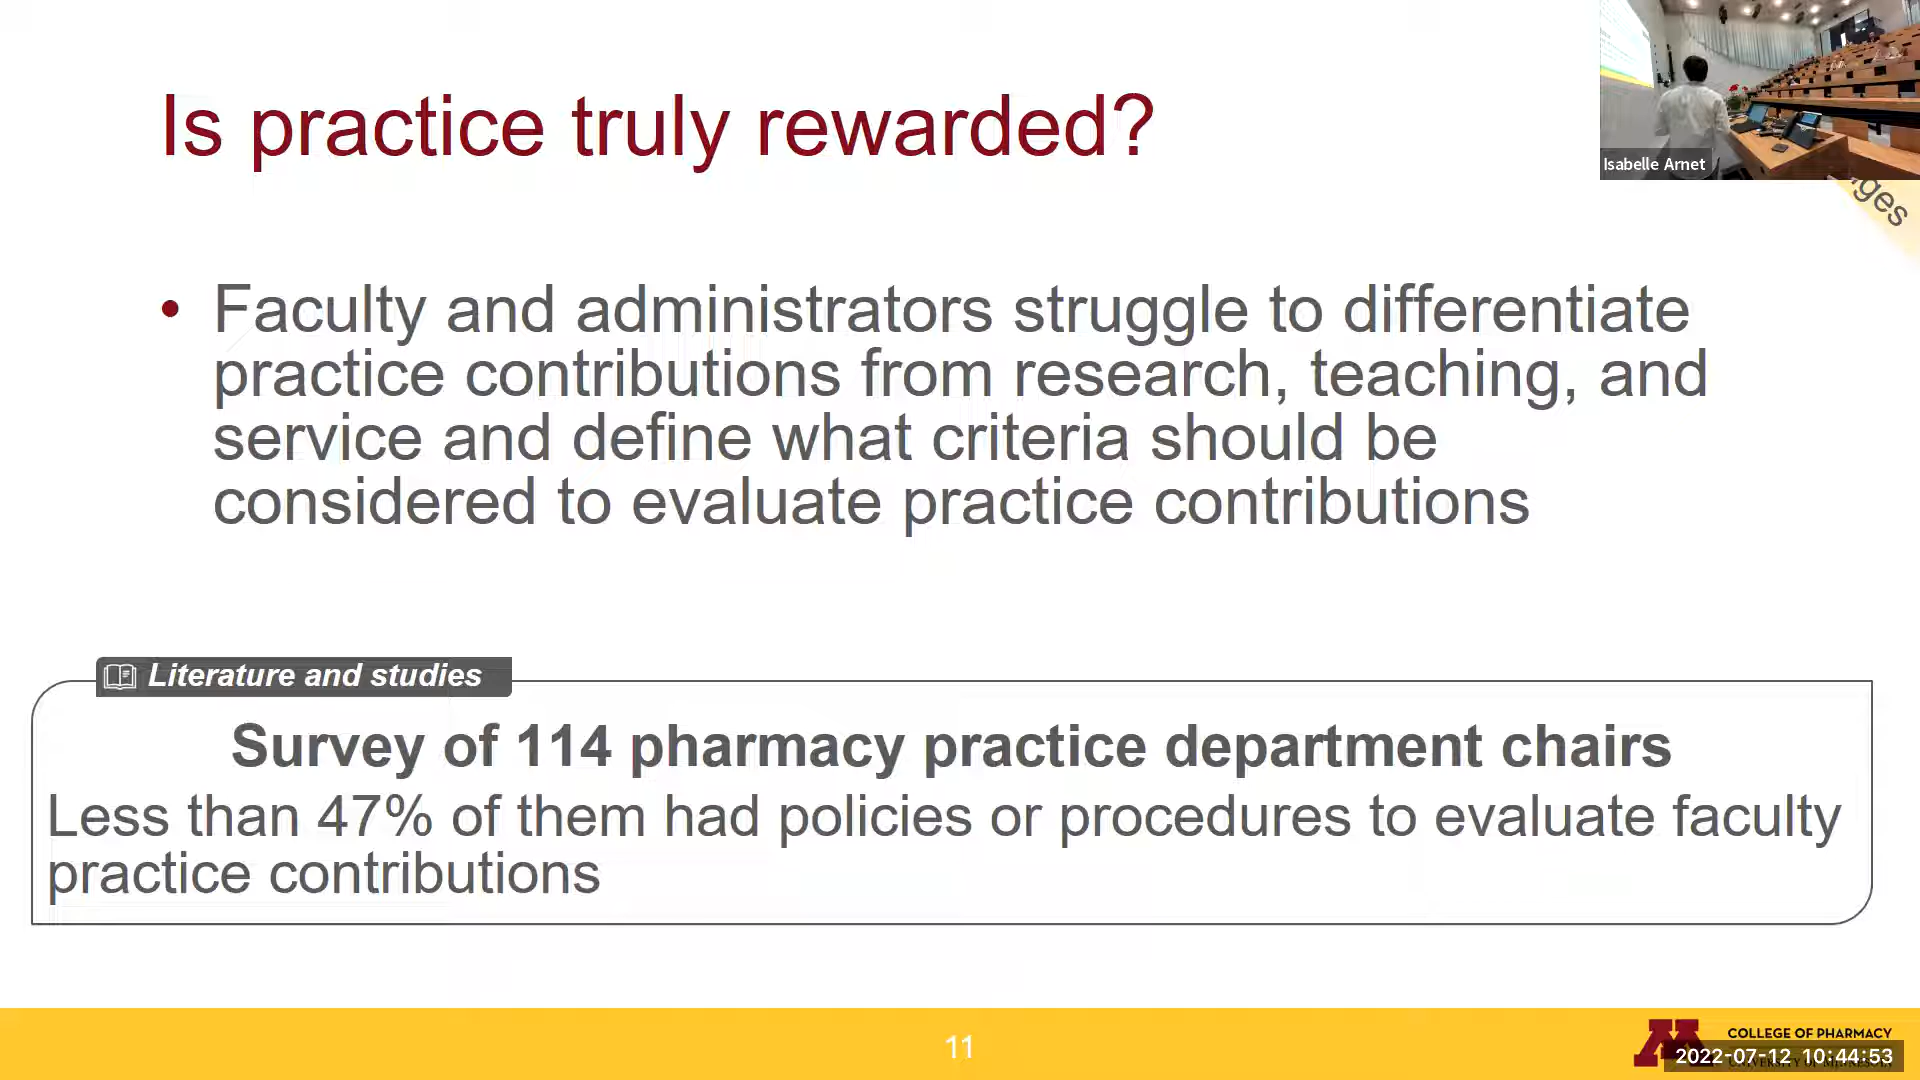 Is practice truly rewarded?
Isabelle Arnet
• Faculty and administrators struggle to differentiate
practice contributions from research, teaching, and
service and define what criteria should be
considered to evaluate practice contributions
Literature and studies
Survey of 114 pharmacy practice department chairs
Less than 47% of them had policies or procedures to evaluate faculty
practice contributions
11
COLLEGE OF PHARMACY
2022-07-12 10:44:53